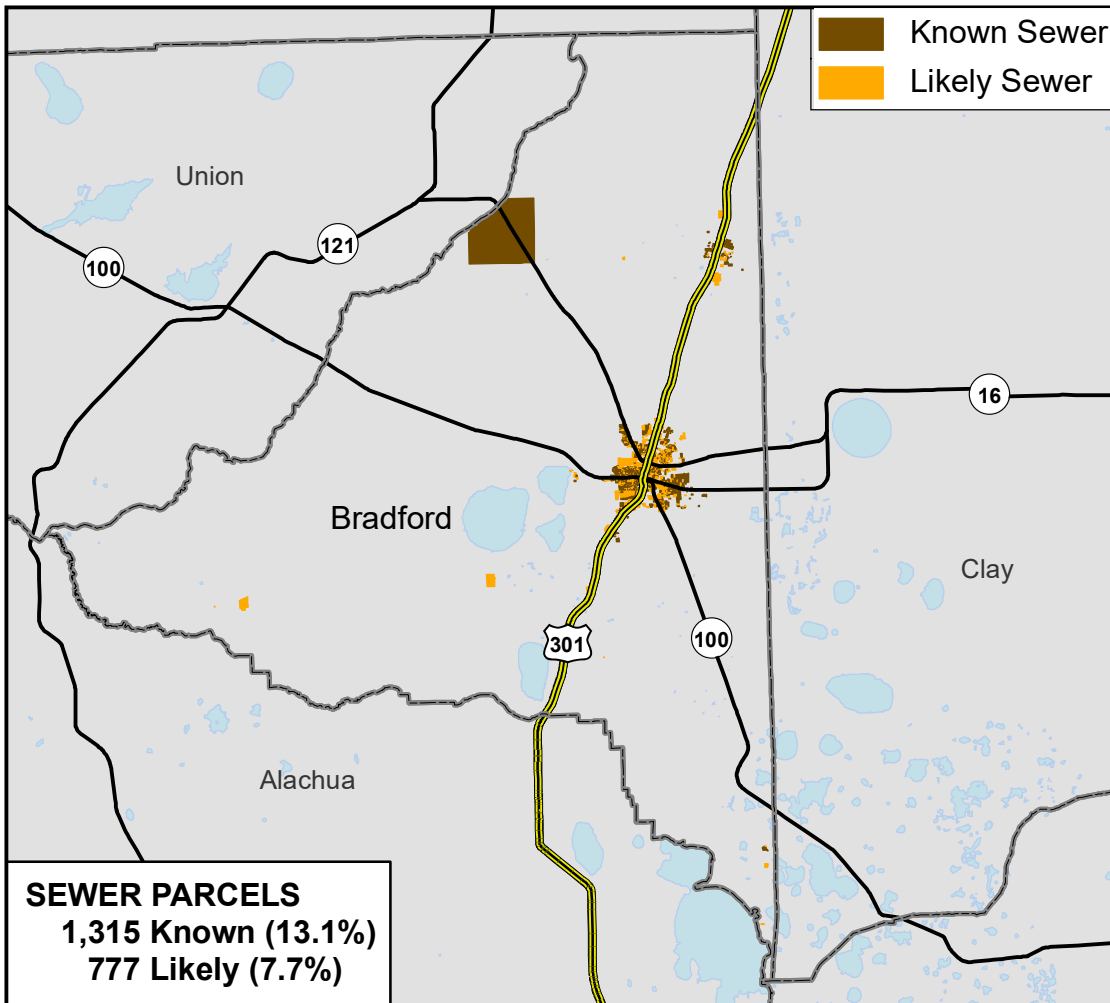 Known Sewer
Likely Sewer
Union
121
100
16
Bradford
Clay
301
100
Alachua
SEWER PARCELS
1,315 Known (13.1%)
777 Likely (7.7%)